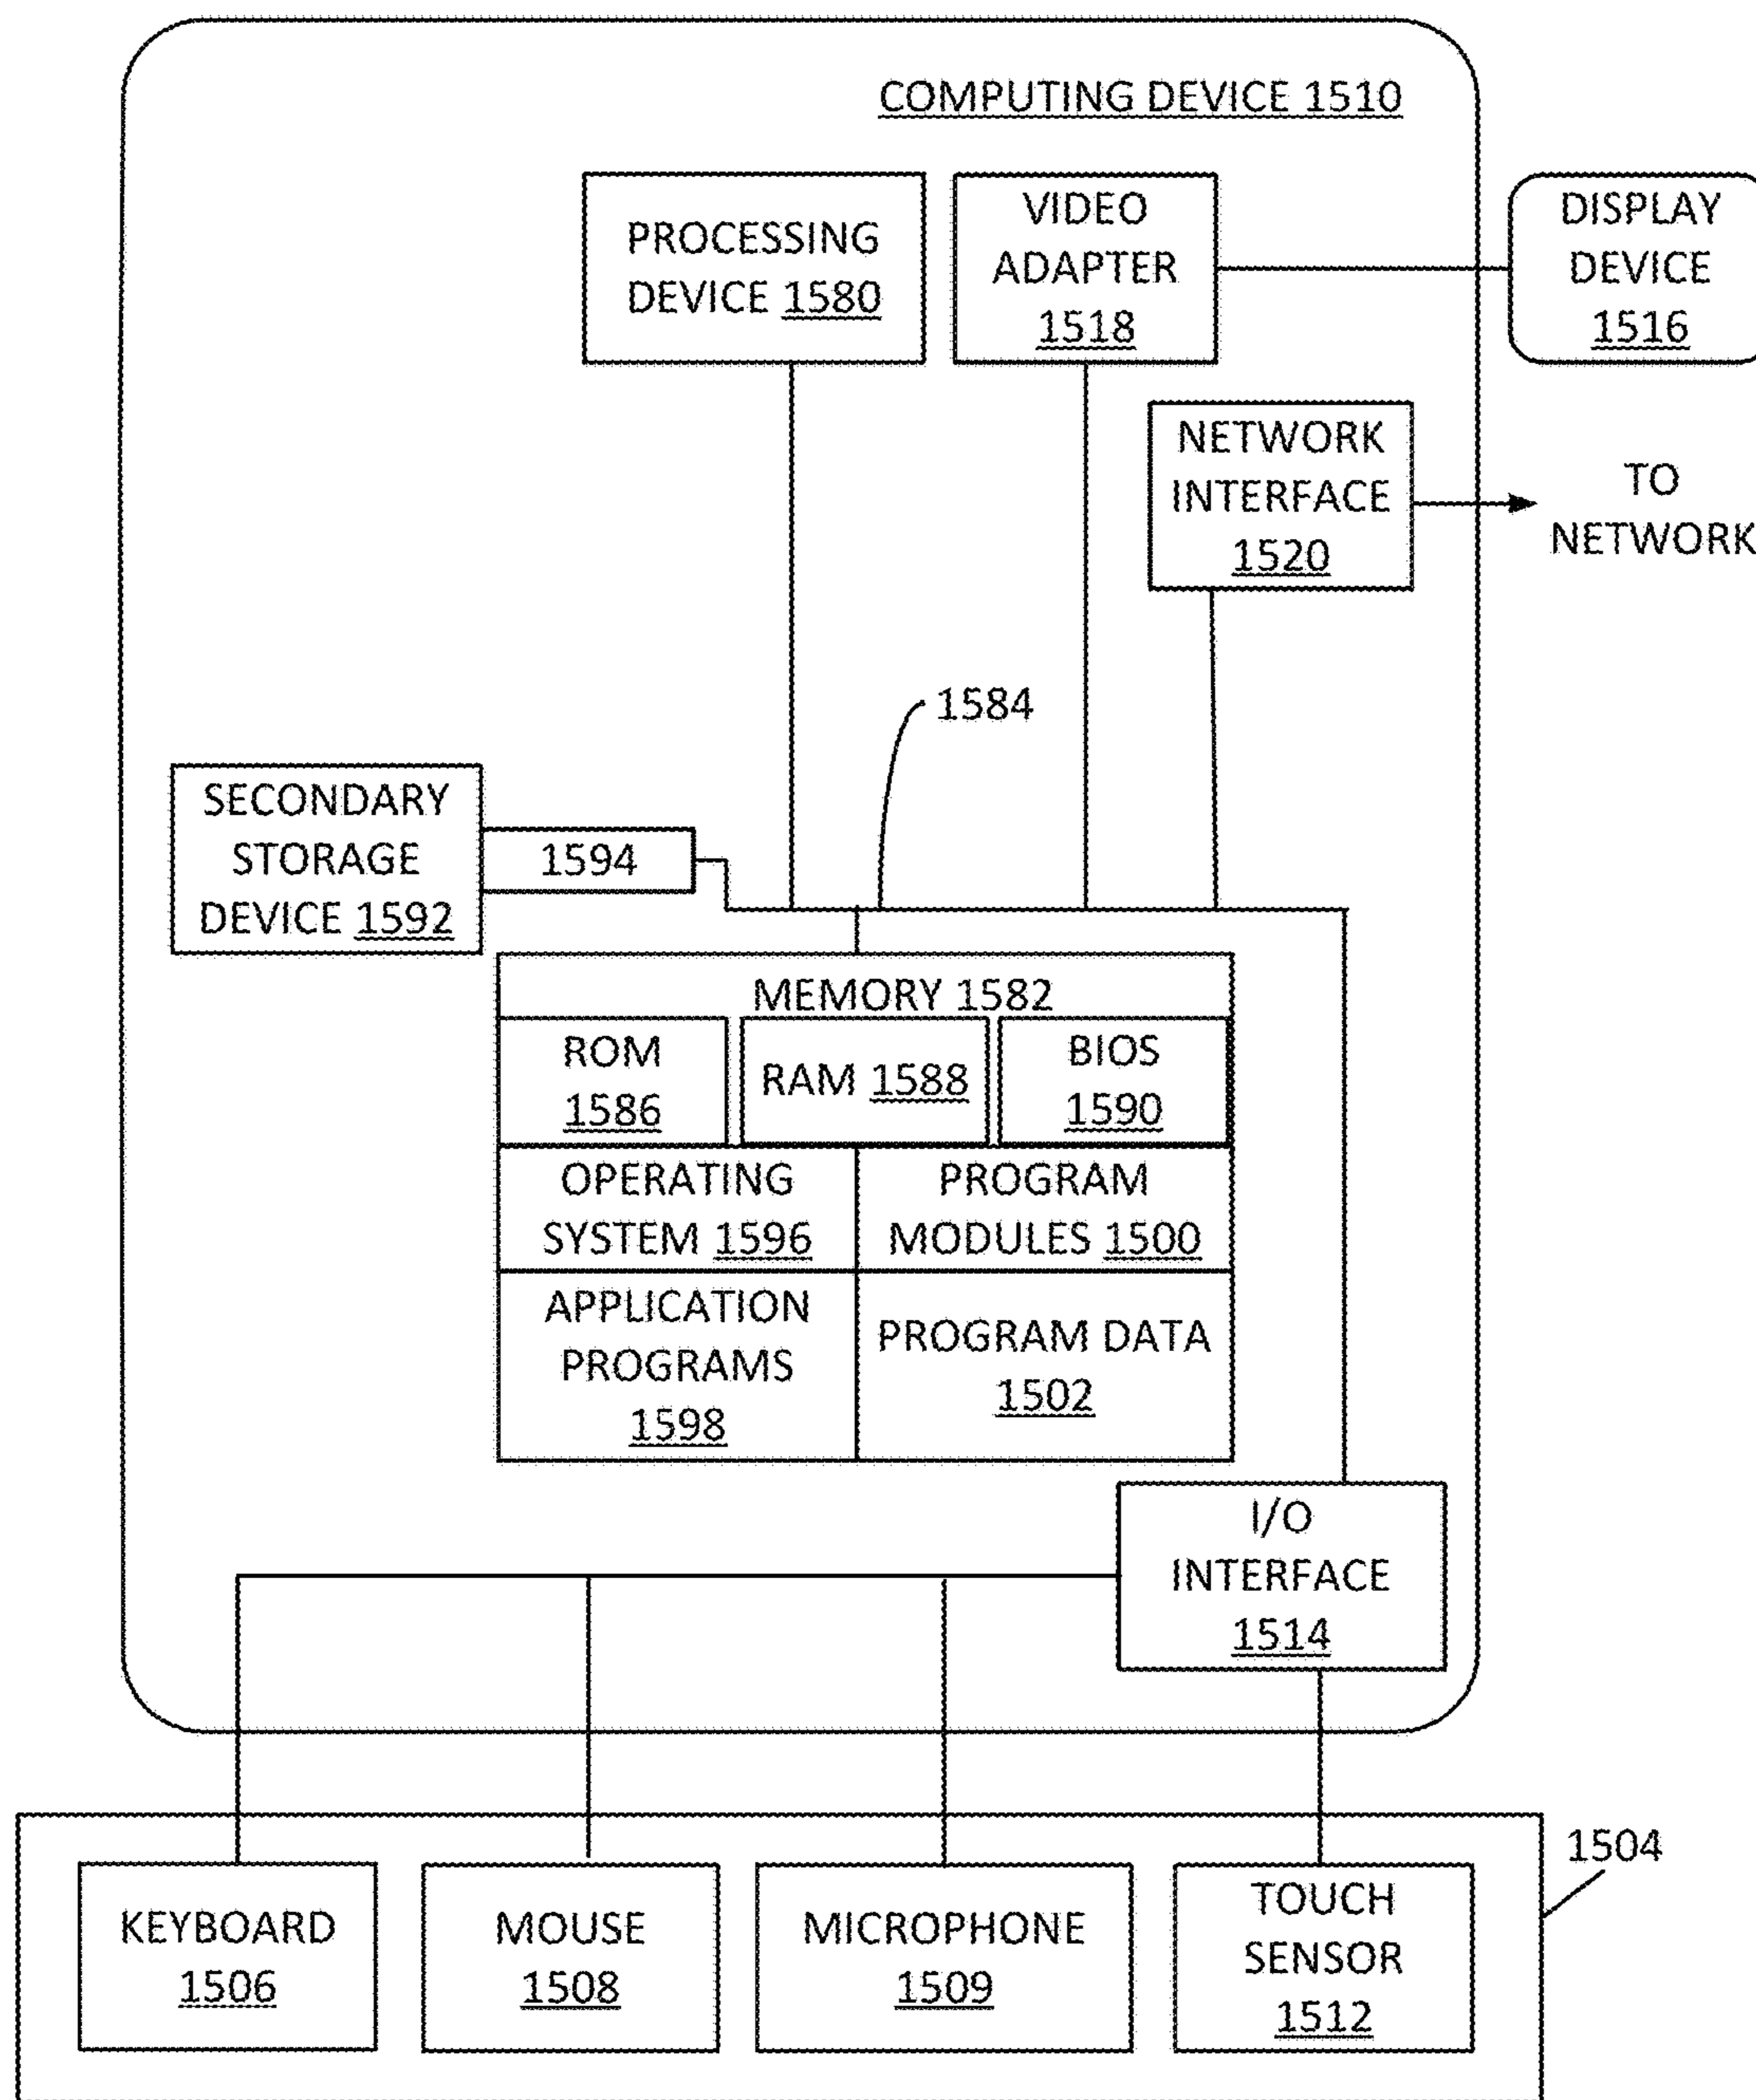 COMPUTING DEVICE 1510
PROCESSING
DEVICE 1580
VIDEO
ADAPTER
1518
DISPLAY
DEVICE
1516
NETWORK
INTERFACE
1520
TO
NETWORK
1584
SECONDARY
STORAGE
DEVICE 1592
1594
MEMORY 1582
ROM
1586
RAM 1588
BIOS
1590
OPERATING
SYSTEM 1596
PROGRAM
MODULES 1500
APPLICATION
PROGRAMS
1598
PROGRAM DATA
1502
I/O
INTERFACE
1514
1504
KEYBOARD
1506
MOUSE
1508
MICROPHONE
1509
TOUCH
SENSOR
1512